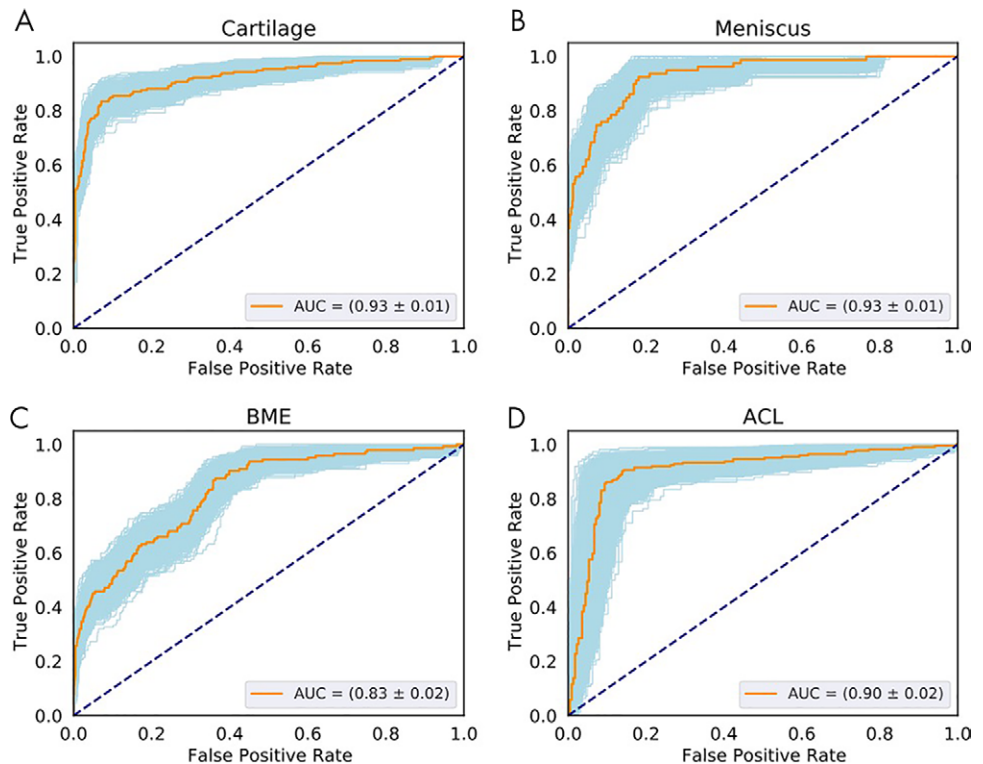 A
Cartilage
1.0
0.8
0.6
0.4
0.2
0.0
True Positive Rate
AUC = (0.93 ± 0.01)
0.0 0.2 0.4 0.6 0.8 1.0
False Positive Rate
B
Meniscus
1.0
0.8
0.6
0.4
0.2
0.0
True Positive Rate
AUC = (0.93 ± 0.01)
0.0 0.2 0.4 0.6 0.8 1.0
False Positive Rate
C
BME
1.0
0.8
0.6
0.4
0.2
0.0
True Positive Rate
AUC = (0.83 ± 0.02)
0.0 0.2 0.4 0.6 0.8 1.0
False Positive Rate
D
ACL
1.0
0.8
0.6
0.4
0.2
0.0
True Positive Rate
AUC = (0.90 ± 0.02)
0.0 0.2 0.4 0.6 0.8 1.0
False Positive Rate